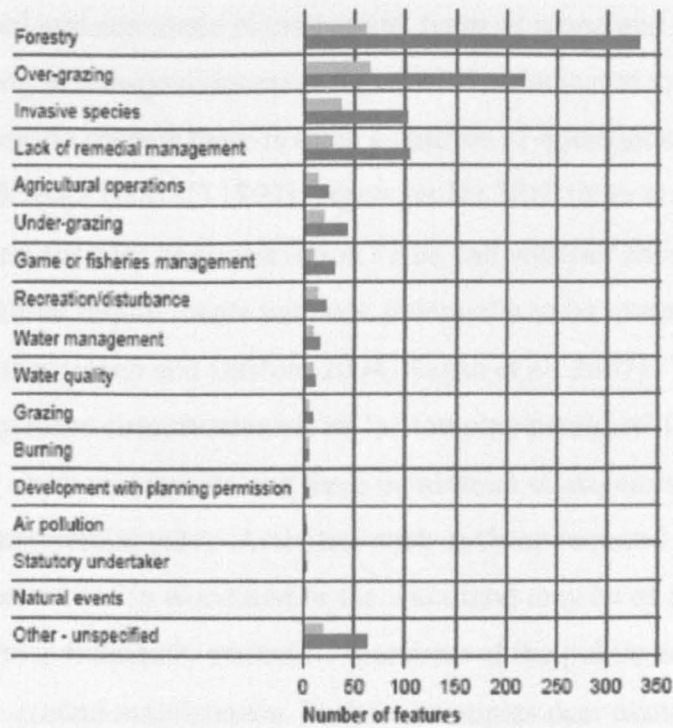 Forestry
Over-grazing
Invasive species
Lack of remedial management
Agricultural operations
Under-grazing
Game or fisheries management
Recreation/disturbance
Water management
Water quality
Grazing
Burning
Development with planning permission
Air pollution
Statutory undertaker
Natural events
Other - unspecified
0 50 100 150 200 250 300 350
Number of features